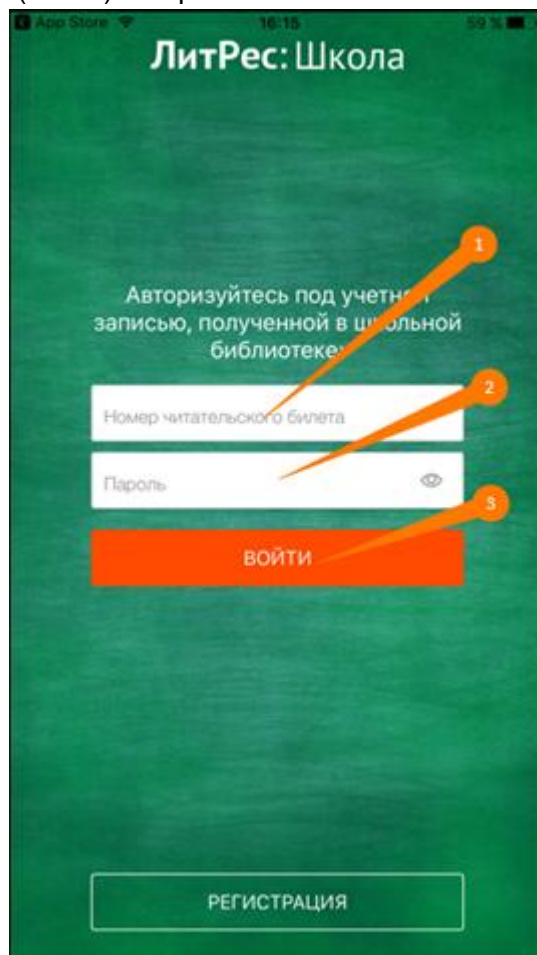 App Store 16:15 59 %
ЛитРес: Школа
1
Авторизуйтесь под учетной
записью, полученной в школьной
библиотеке:
2
Номер читательского билета
Пароль
3
ВОЙТИ
РЕГИСТРАЦИЯ